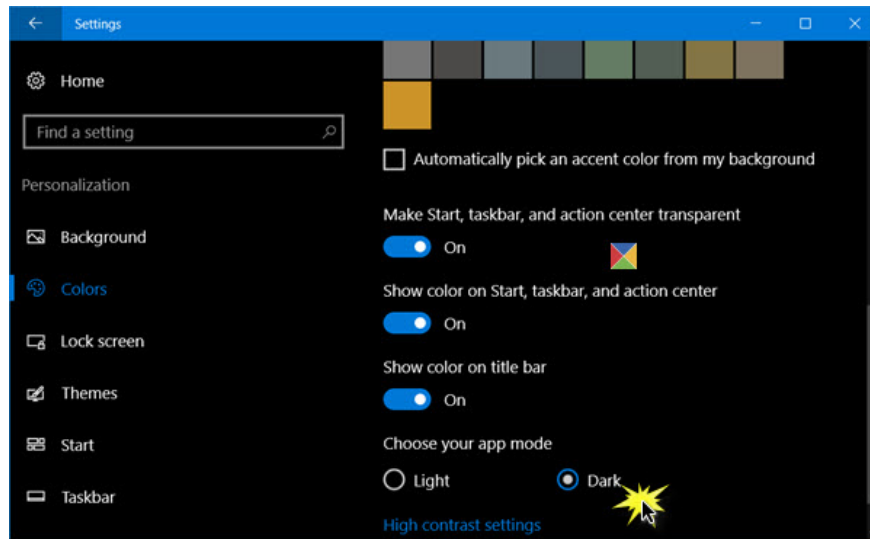 Settings
Home
Find a setting
Personalization
Background
Colors
Lock screen
Themes
Start
Taskbar
Automatically pick an accent color from my background
Make Start, taskbar, and action center transparent
On
Show color on Start, taskbar, and action center
On
Show color on title bar
On
Choose your app mode
Light Dark
High contrast settings